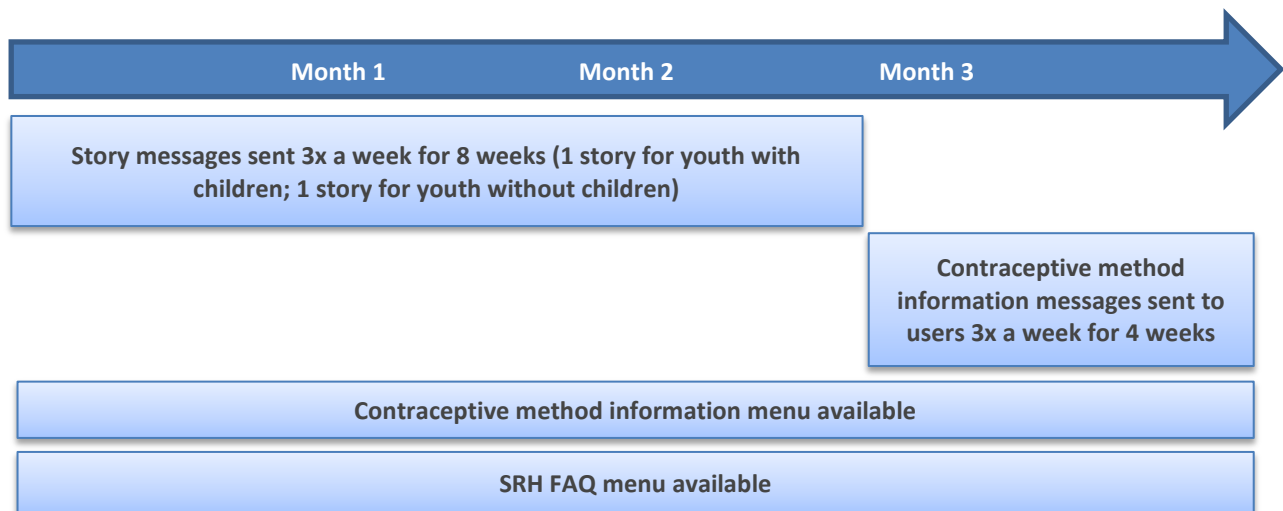 Month 1 Month 2 Month 3
Story messages sent 3x a week for 8 weeks (1 story for youth with
children; 1 story for youth without children)
Contraceptive method
information messages sent to
users 3x a week for 4 weeks
Contraceptive method information menu available
SRH FAQ menu available